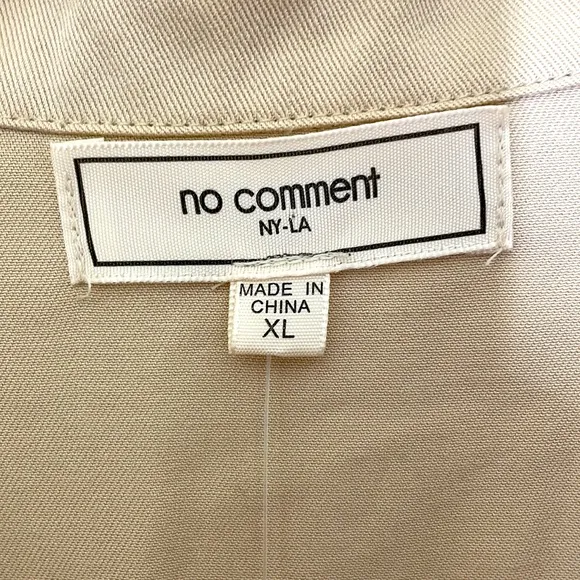 no comment
NY-LA
MADE IN
CHINA
XL